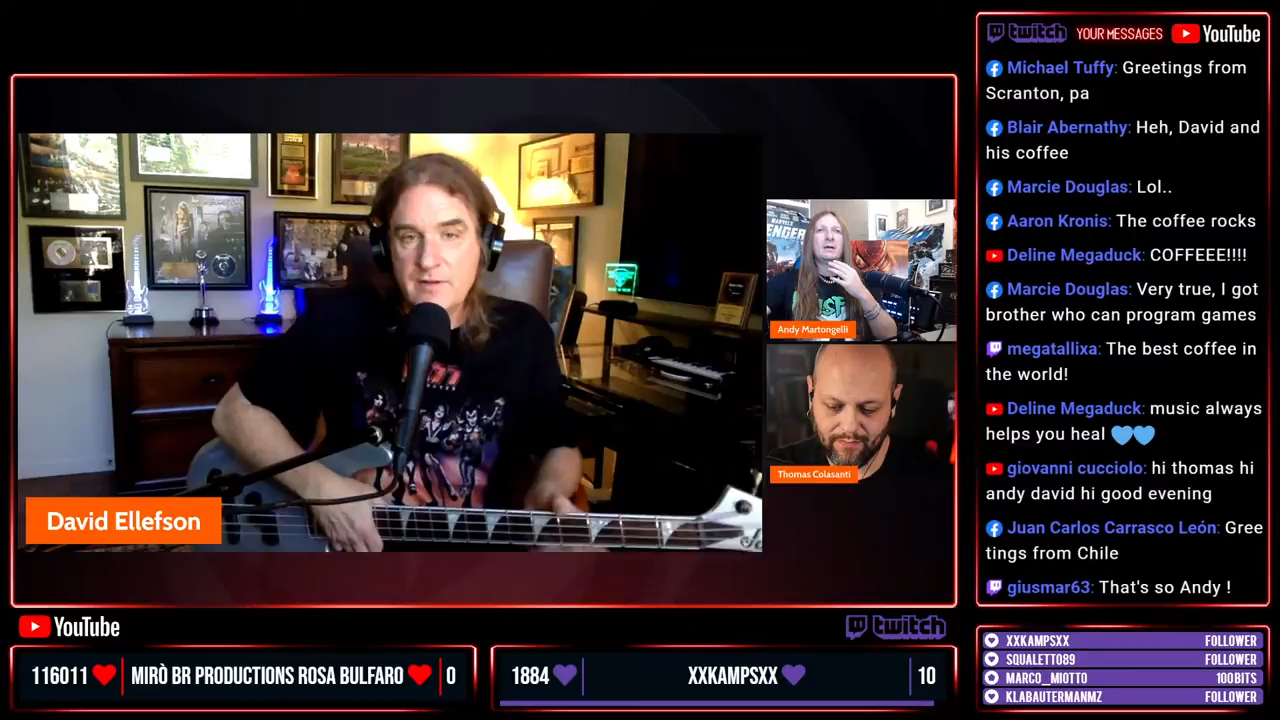 twitch YOUR MESSAGES YouTube
Michael Tuffy: Greetings from
Scranton, pa
Blair Abernathy: Heh, David and
his coffee
Marcie Douglas: Lol..
Aaron Kronis: The coffee rocks
Deline Megaduck: COFFEEE!!!!
Marcie Douglas: Very true, I got
brother who can program games
megatallixa: The best coffee in
the world!
Deline Megaduck: music always
helps you heal 💙💙
giovanni cucciolo: hi thomas hi
andy david hi good evening
Juan Carlos Carrasco León: Gree
tings from Chile
giusmar63: That's so Andy !
Andy Martongelli
Thomas Colasanti
David Ellefson
YouTube
twitch
116011 MIRÒ BR PRODUCTIONS ROSA BULFARO 0
1884 XXKAMPSXX 10
XXKAMPSXX FOLLOWER
SQUALETTO89 FOLLOWER
MARCO_MIOTTO 100BITS
KLABAUTERMANMZ FOLLOWER